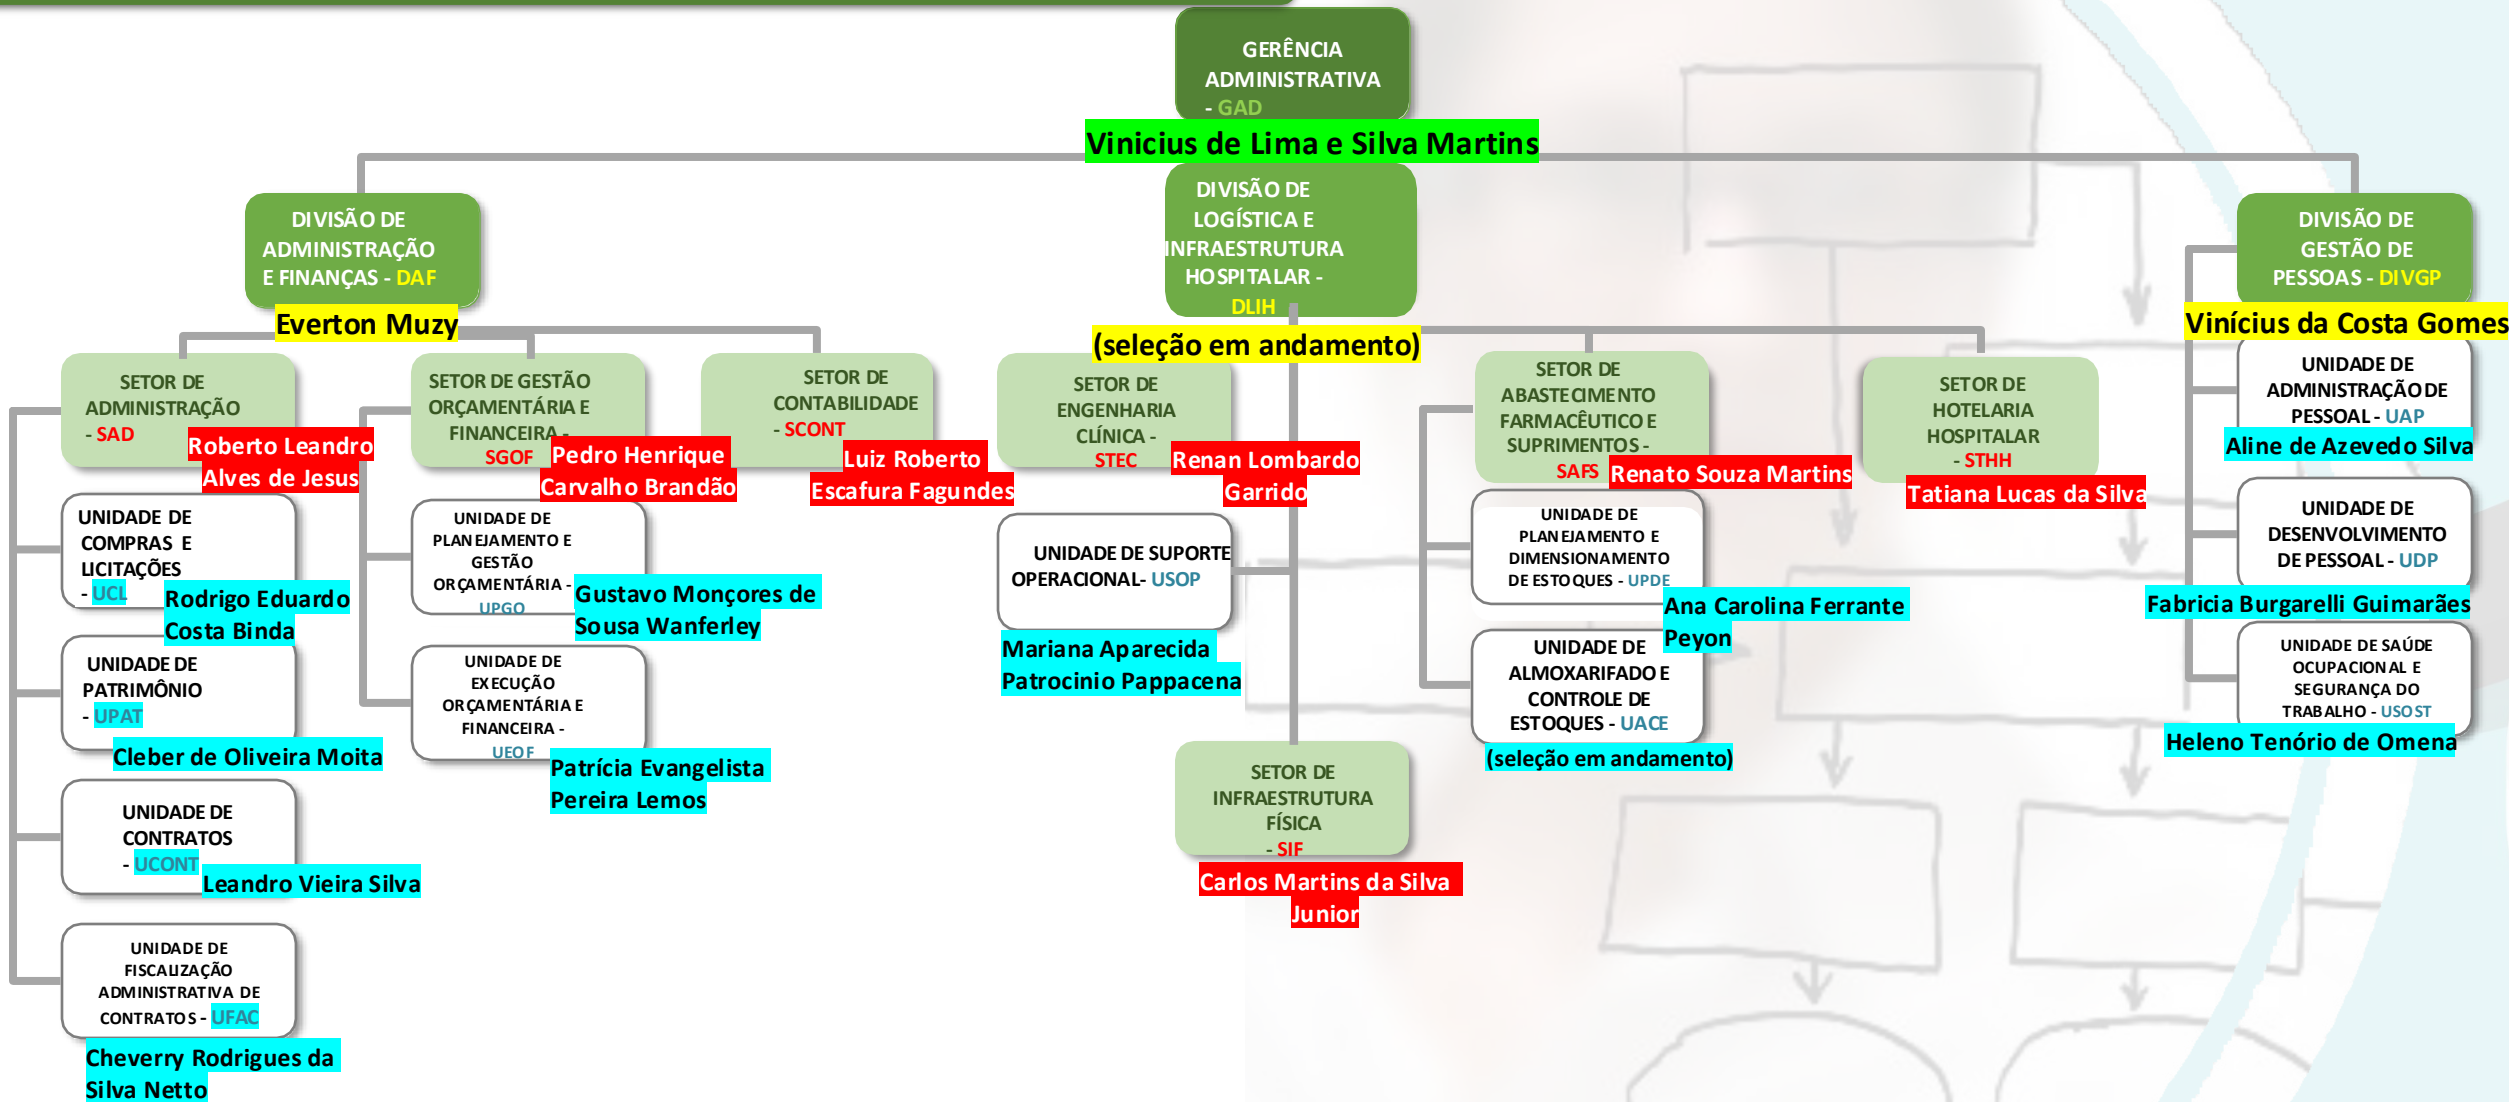 GERÊNCIA
ADMINISTRATIVA
- GAD
Vinicius de Lima e Silva Martins
DIVISÃO DE
ADMINISTRAÇÃO
E FINANÇAS - DAF
Everton Muzy
SETOR DE
ADMINISTRAÇÃO
- SAD
Roberto Leandro
Alves de Jesus
UNIDADE DE
COMPRAS E
LICITAÇÕES
- UCL
Rodrigo Eduardo
Costa Binda
UNIDADE DE
PATRIMÔNIO
- UPAT
Cleber de Oliveira Moita
UNIDADE DE
CONTRATOS
- UCONT
Leandro Vieira Silva
UNIDADE DE
FISCALIZAÇÃO
ADMINISTRATIVA DE
CONTRATOS - UFAC
Cheverry Rodrigues da
Silva Netto
SETOR DE GESTÃO
ORÇAMENTÁRIA E
FINANCEIRA -
SGOF
Pedro Henrique
Carvalho Brandão
UNIDADE DE
PLANEJAMENTO E
GESTÃO
ORÇAMENTÁRIA -
UPGO
Gustavo Monçores de
Sousa Wanferley
UNIDADE DE
EXECUÇÃO
ORÇAMENTÁRIA E
FINANCEIRA -
UEOF
Patrícia Evangelista
Pereira Lemos
SETOR DE
CONTABILIDADE
- SCONT
Luiz Roberto
Escafura Fagundes
DIVISÃO DE
LOGÍSTICA E
INFRAESTRUTURA
HOSPITALAR -
DLIH
(seleção em andamento)
SETOR DE
ENGENHARIA
CLÍNICA -
STEC
Renan Lombardo
Garrido
UNIDADE DE SUPORTE
OPERACIONAL- USOP
Mariana Aparecida
Patrocinio Pappacena
SETOR DE
INFRAESTRUTURA
FÍSICA
- SIF
Carlos Martins da Silva
Junior
SETOR DE
ABASTECIMENTO
FARMACÊUTICO E
SUPRIMENTOS -
SAFS
Renato Souza Martins
UNIDADE DE
PLANEJAMENTO E
DIMENSIONAMENTO
DE ESTOQUES - UPDE
Ana Carolina Ferrante
Peyon
UNIDADE DE
ALMOXARIFADO E
CONTROLE DE
ESTOQUES - UACE
(seleção em andamento)
SETOR DE
HOTELARIA
HOSPITALAR
- STHH
Tatiana Lucas da Silva
DIVISÃO DE
GESTÃO DE
PESSOAS - DIVGP
Vinícius da Costa Gomes
UNIDADE DE
ADMINISTRAÇÃO DE
PESSOAL - UAP
Aline de Azevedo Silva
UNIDADE DE
DESENVOLVIMENTO
DE PESSOAL - UDP
Fabricia Burgarelli Guimarães
UNIDADE DE SAÚDE
OCUPACIONAL E
SEGURANÇA DO
TRABALHO - USOST
Heleno Tenório de Omena